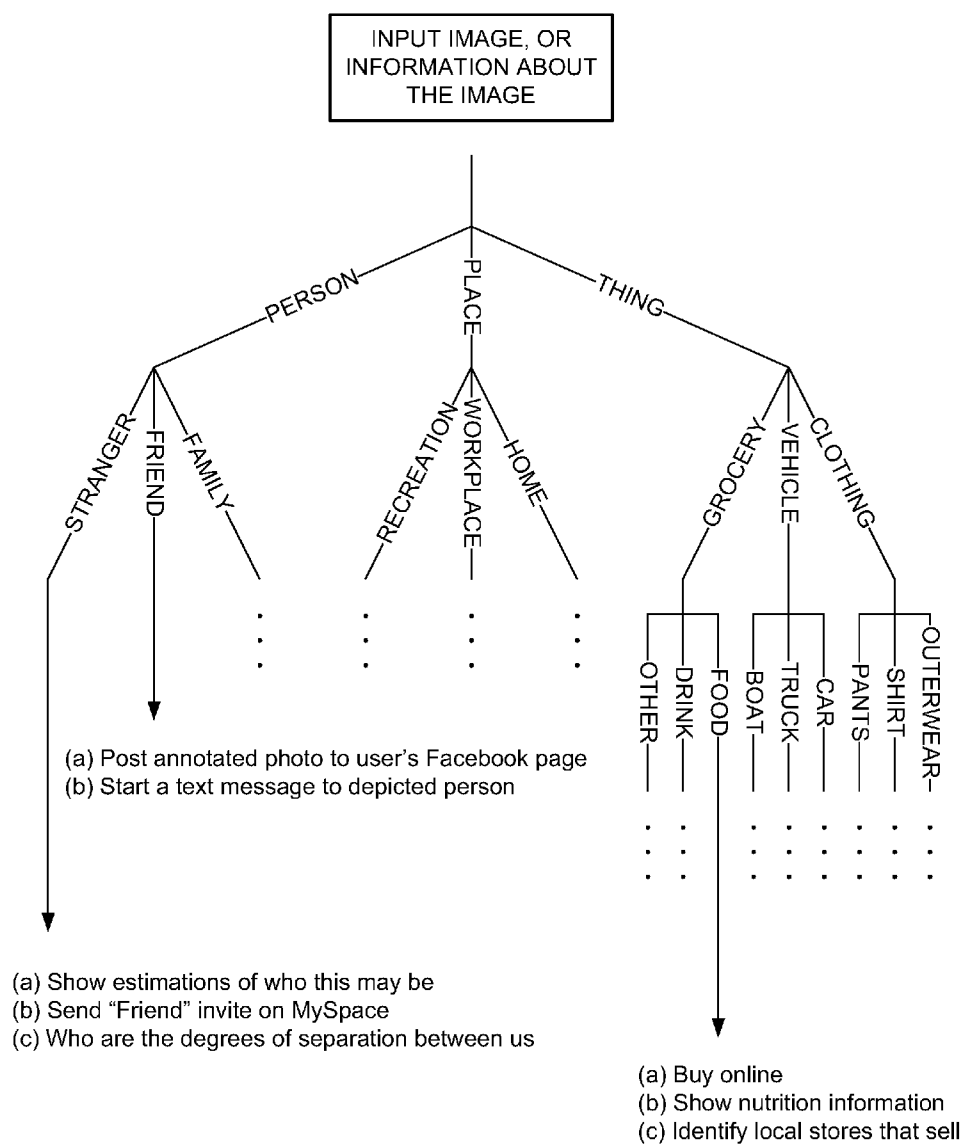 INPUT IMAGE, OR
INFORMATION ABOUT
THE IMAGE
PERSON
PLACE
THING
STRANGER
FRIEND
FAMILY
RECREATION
WORKPLACE
HOME
GROCERY
VEHICLE
CLOTHING
OTHER
DRINK
FOOD
BOAT
TRUCK
CAR
PANTS
SHIRT
OUTERWEAR
(a) Post annotated photo to user’s Facebook page
(b) Start a text message to depicted person
(a) Show estimations of who this may be
(b) Send “Friend” invite on MySpace
(c) Who are the degrees of separation between us
(a) Buy online
(b) Show nutrition information
(c) Identify local stores that sell